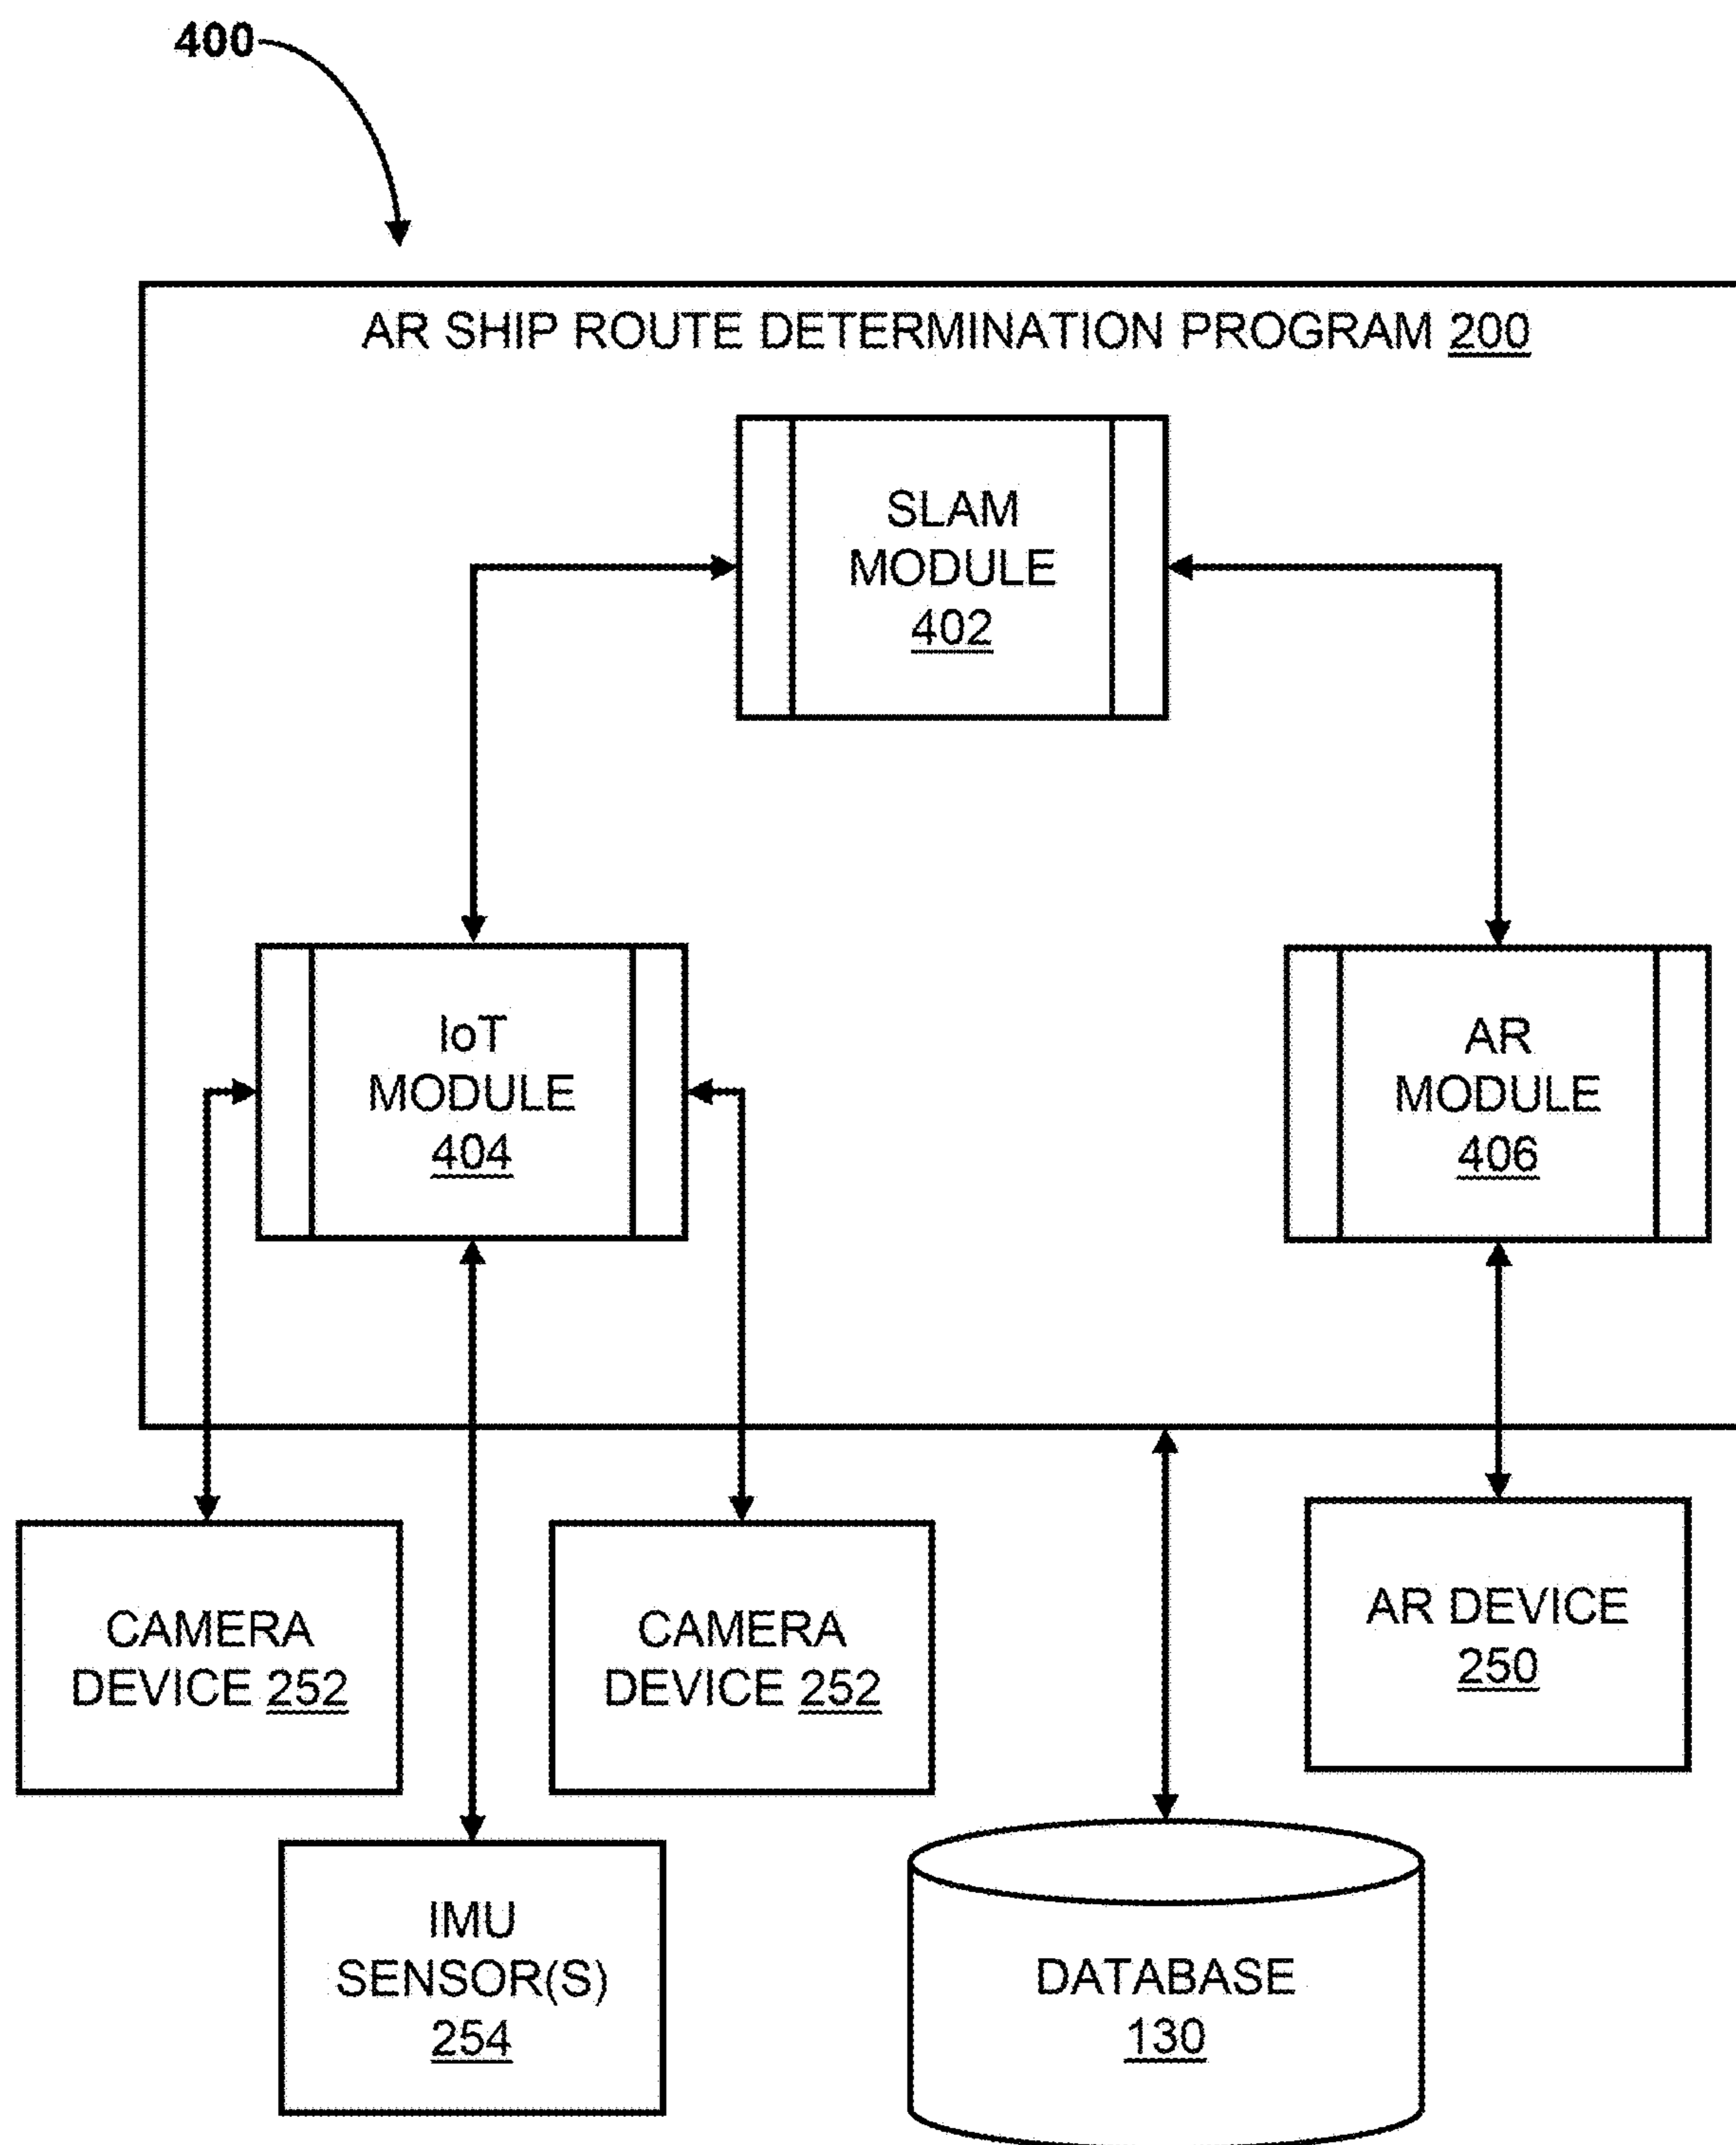 400
AR SHIP ROUTE DETERMINATION PROGRAM 200
SLAM
MODULE
402
IoT
MODULE
404
AR
MODULE
406
CAMERA
DEVICE 252
CAMERA
DEVICE 252
AR DEVICE
250
IMU
SENSOR(S)
254
DATABASE
130